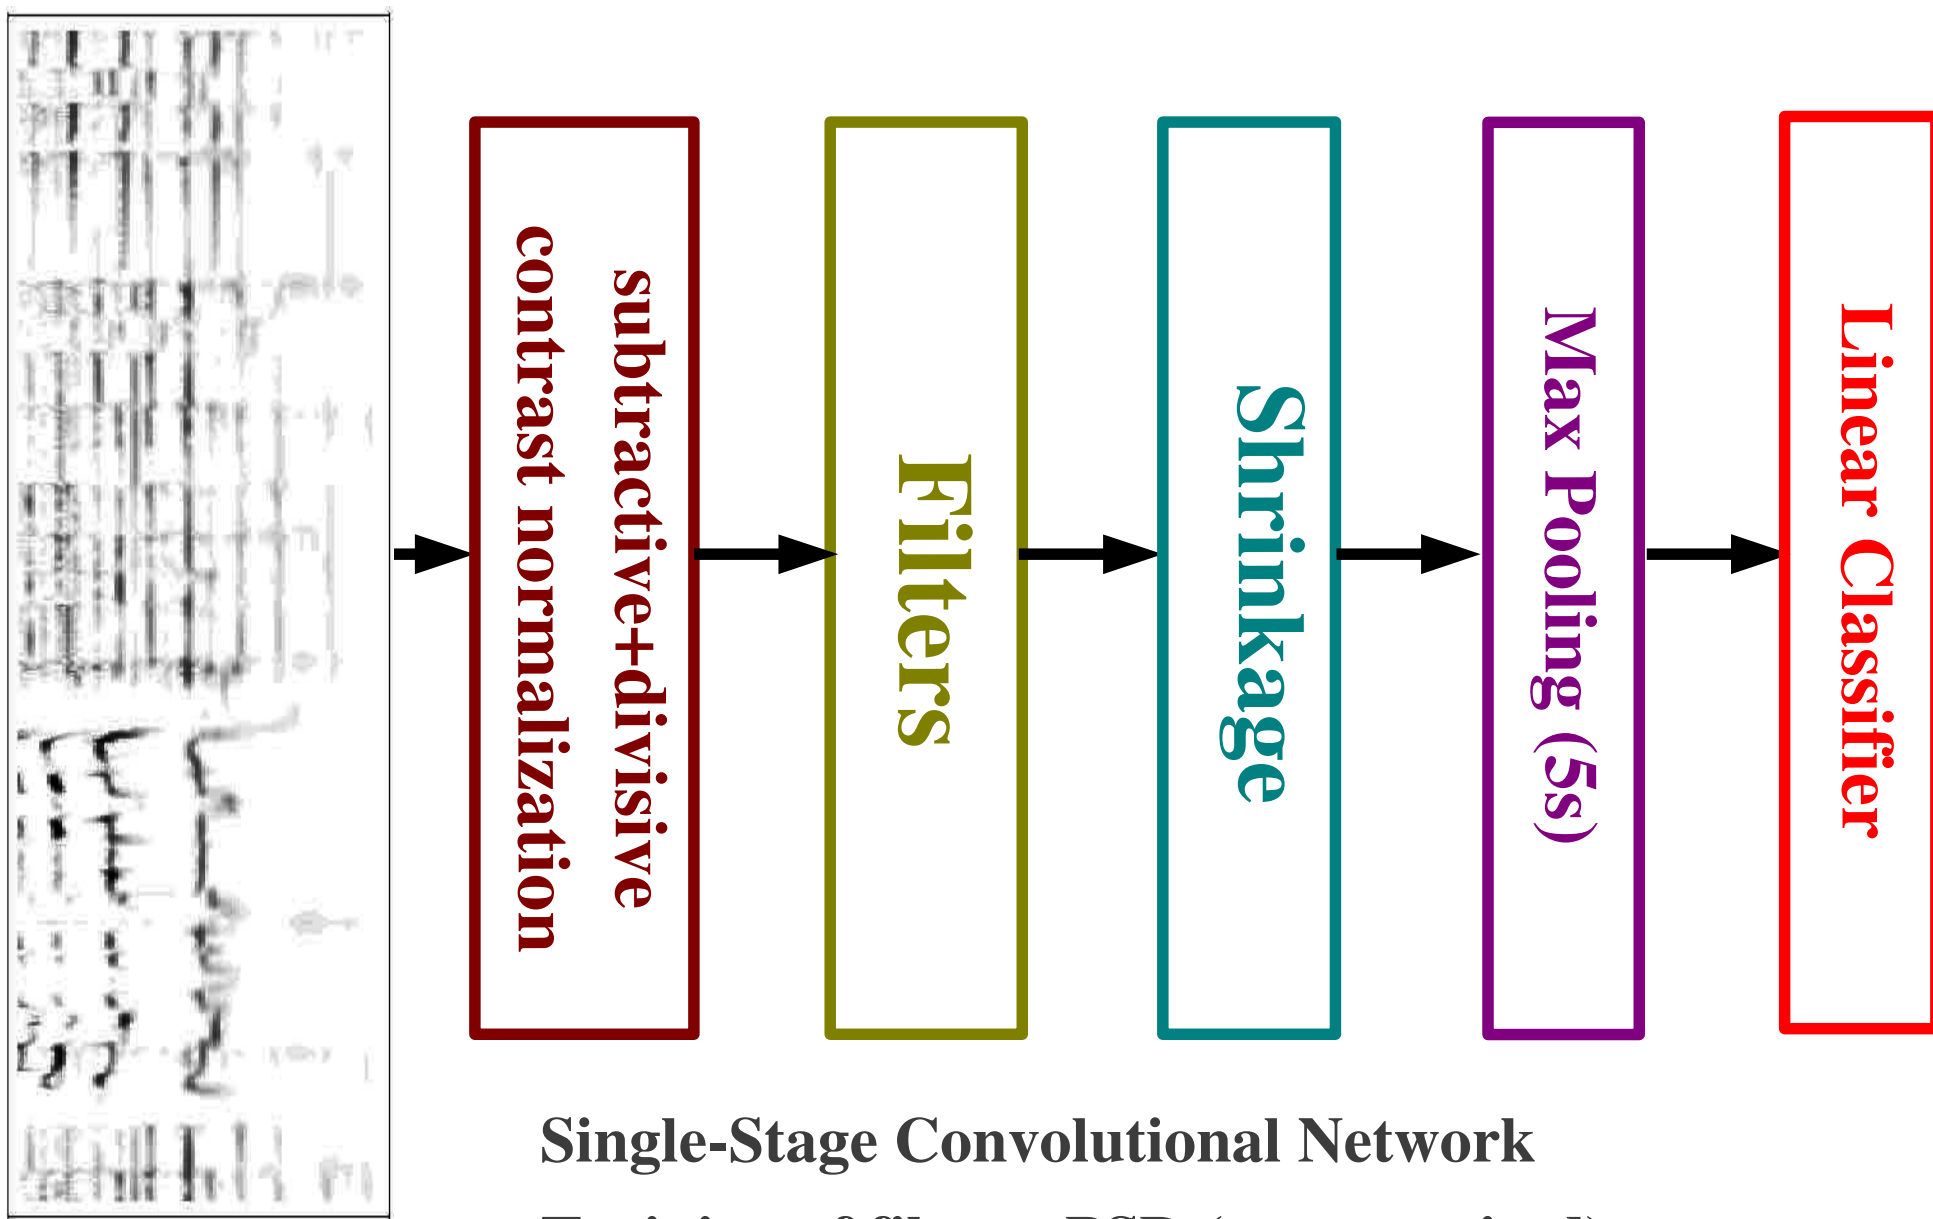 subtractive+divisive
contrast normalization
Filters
Shrinkage
Max Pooling (5s)
Linear Classifier
Single-Stage Convolutional Network